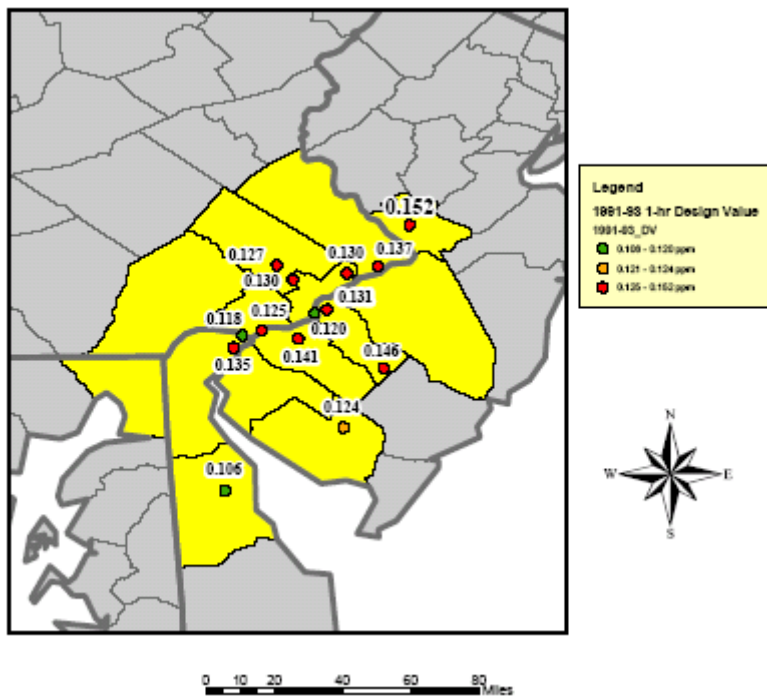 0.152
0.127
0.130
0.137
0.130
0.131
0.125
0.118
0.120
0.141
0.135
0.146
0.124
0.106
Legend
1991-93 1-hr Design Value
1991-93_DV
0.106 - 0.120 ppm
0.121 - 0.124 ppm
0.125 - 0.152 ppm
N
W
E
S
0 10 20 40 60 80
Miles